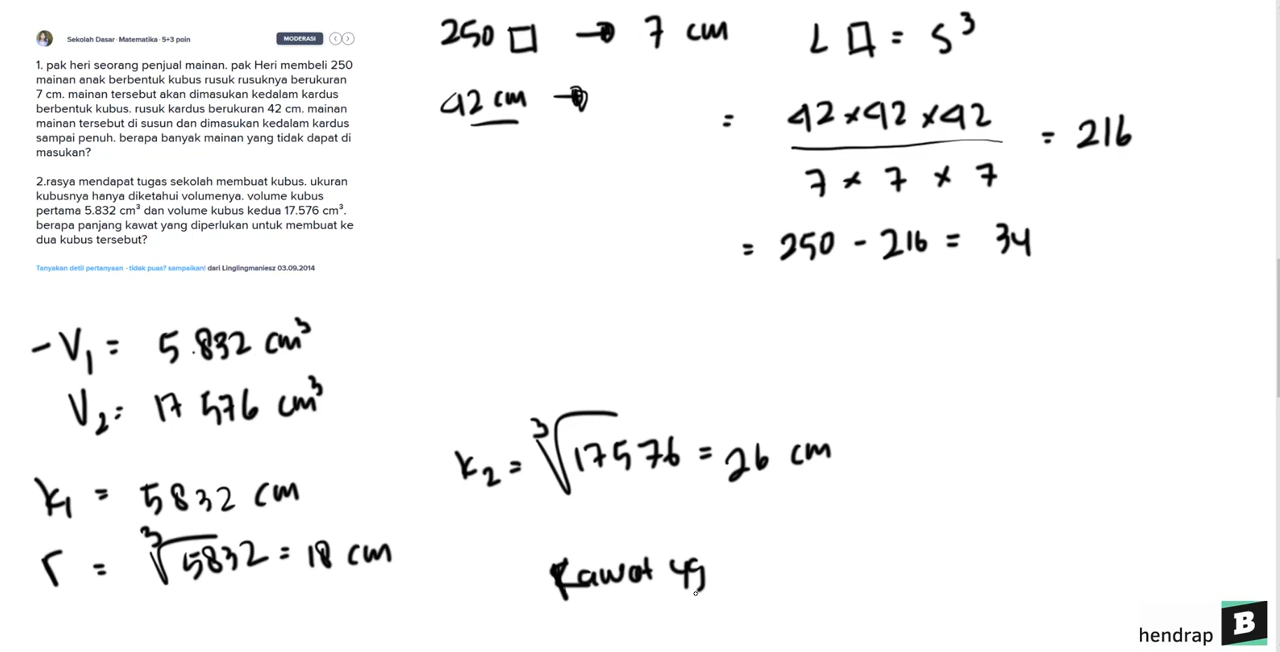 Sekolah Dasar · Matematika · 5+3 poin
MODERASI
1. pak heri seorang penjual mainan. pak Heri membeli 250
mainan anak berbentuk kubus rusuk rusuknya berukuran
7 cm. mainan tersebut akan dimasukan kedalam kardus
berbentuk kubus. rusuk kardus berukuran 42 cm. mainan
mainan tersebut di susun dan dimasukan kedalam kardus
sampai penuh. berapa banyak mainan yang tidak dapat di
masukan?
2.rasya mendapat tugas sekolah membuat kubus. ukuran
kubusnya hanya diketahui volumenya. volume kubus
pertama 5.832 cm³ dan volume kubus kedua 17.576 cm³.
berapa panjang kawat yang diperlukan untuk membuat ke
dua kubus tersebut?
Tanyakan detil pertanyaan - tidak puas? sampaikan! dari Linglingmaniesz 03.09.2014
250 □ → 7 cm
42 cm →
L □ = s³
= 42 × 42 × 42 / 7 × 7 × 7 = 216
= 250 - 216 = 34
- V₁ = 5.832 cm³
V₂ = 17 576 cm³
k₁ = 5832 cm
r = ³√5832 = 18 cm
k₂ = ³√17576 = 26 cm
Kawat yg
hendrap
B